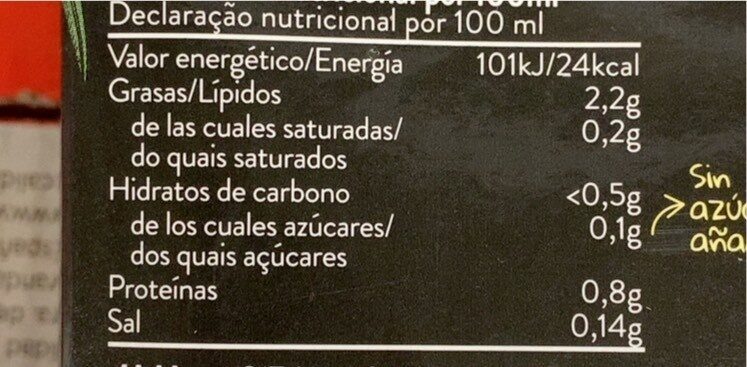 Declaração nutricional por 100 ml
Valor energético/Energía 101kJ/24kcal
Grasas/Lípidos 2,2g
de las cuales saturadas/ 0,2g
do quais saturados
Hidratos de carbono <0,5g
de los cuales azúcares/ 0,1g
dos quais açúcares
Proteínas 0,8g
Sal 0,14g
Sin